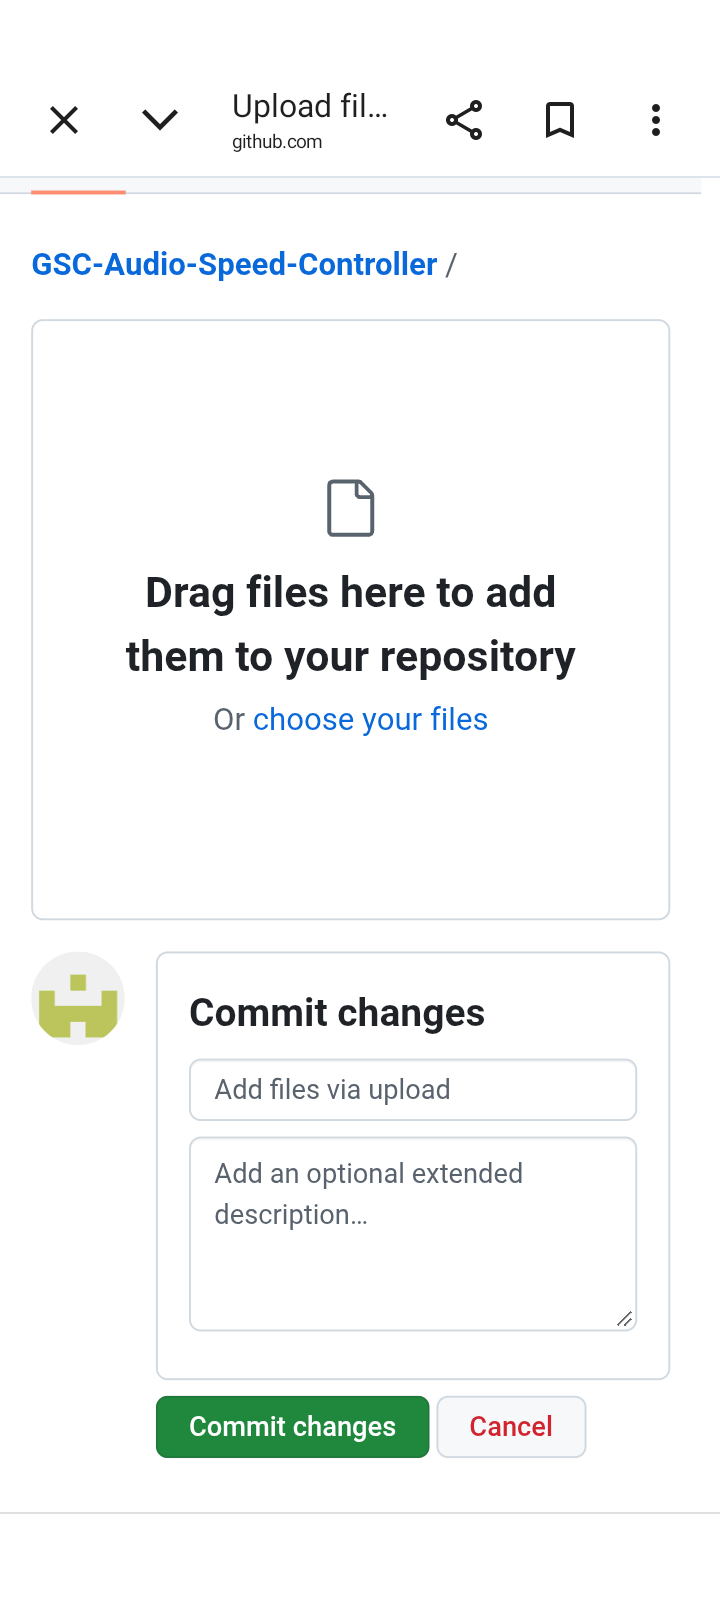 Upload fil...
github.com
GSC-Audio-Speed-Controller /
Drag files here to add
them to your repository
Or choose your files
Commit changes
Add files via upload
Add an optional extended
description...
Commit changes
Cancel